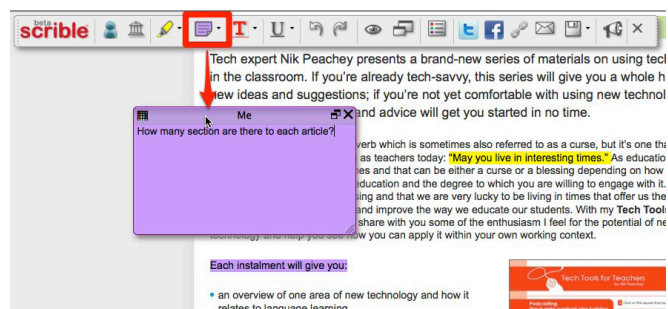 beta
scrible
T
U
Tech expert Nik Peachey presents a brand-new series of materials on using tech
in the classroom. If you're already tech-savvy, this series will give you a whole h
new ideas and suggestions; if you're not yet comfortable with using new technol
and advice will get you started in no time.
Me
How many section are there to each article?
verb which is sometimes also referred to as a curse, but it's one tha
as teachers today: "May you live in interesting times." As educatio
es and that can be either a curse or a blessing depending on how
ducation and the degree to which you are willing to engage with it.
sing and that we are very lucky to be living in times that offer us the
and improve the way we educate our students. With my Tech Tools
share with you some of the enthusiasm I feel for the potential of ne
technology and help you see how you can apply it within your own working context.
Each instalment will give you:
• an overview of one area of new technology and how it
relates to language learning
Tech Tools for Teachers
by Nik Peachey
Podcasting